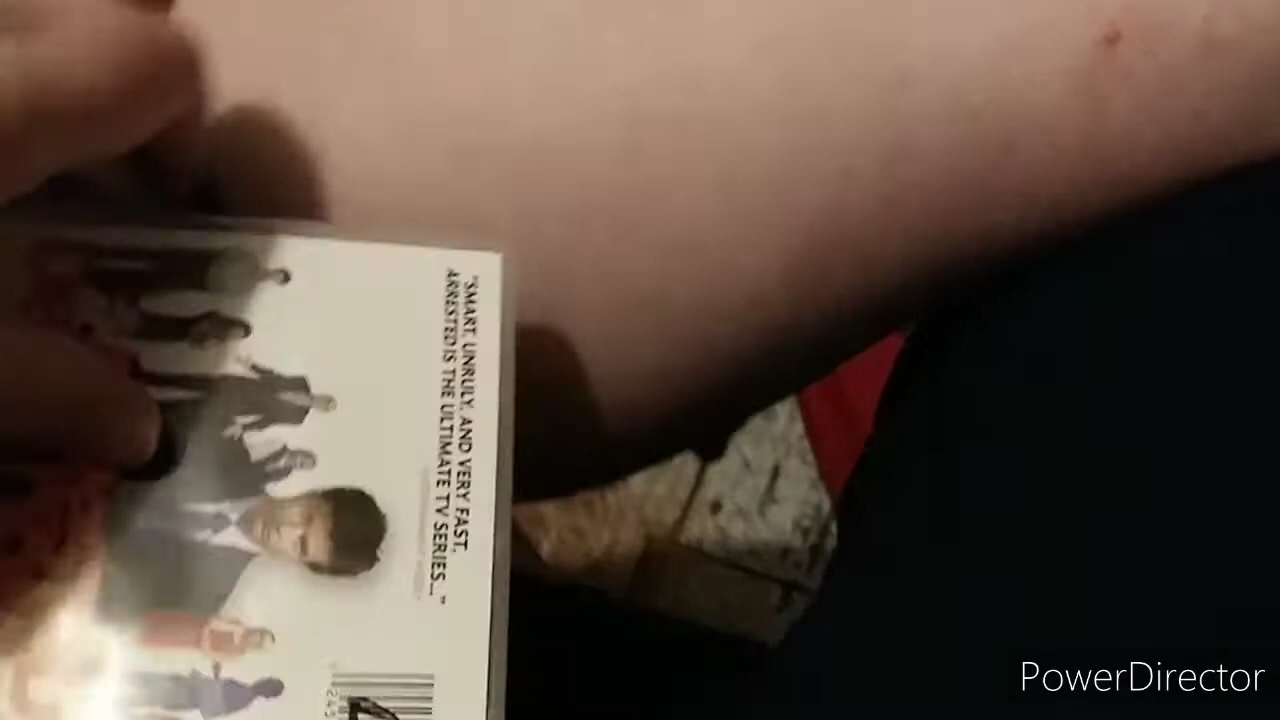 "SMART, UNRULY, AND VERY FAST,
ARRESTED IS THE ULTIMATE TV SERIES..."
PowerDirector